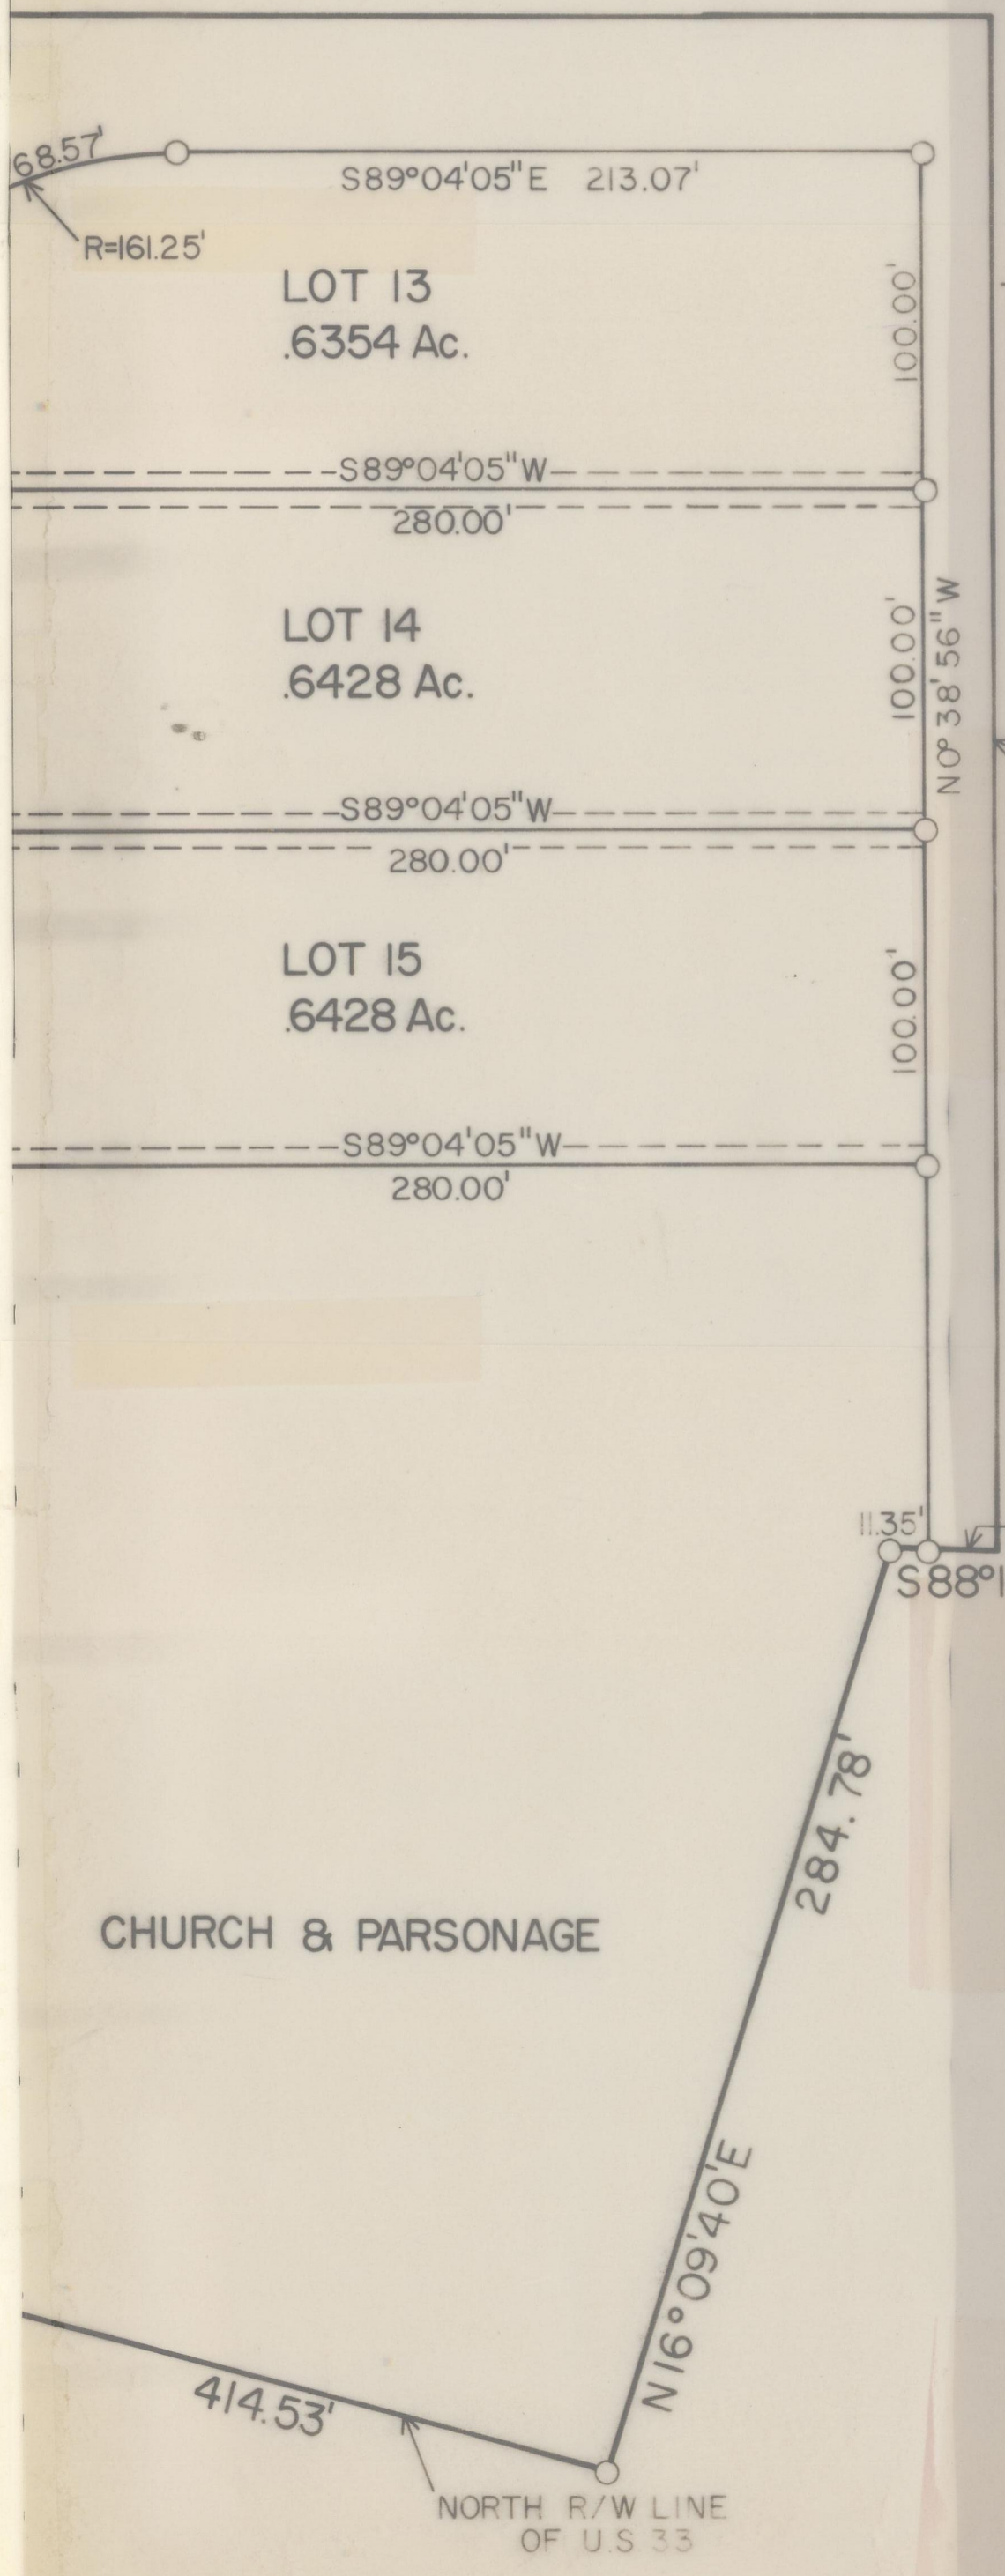 68.57'
S89°04'05"E 213.07'
R=161.25'
LOT 13
.6354 Ac.
100.00'
S89°04'05"W
280.00'
LOT 14
.6428 Ac.
100.00'
N0°38'56"W
S89°04'05"W
280.00'
LOT 15
.6428 Ac.
100.00'
S89°04'05"W
280.00'
11.35'
S88°1
284.78'
CHURCH & PARSONAGE
N16°09'40'E
414.53'
NORTH R/W LINE
OF U.S 33